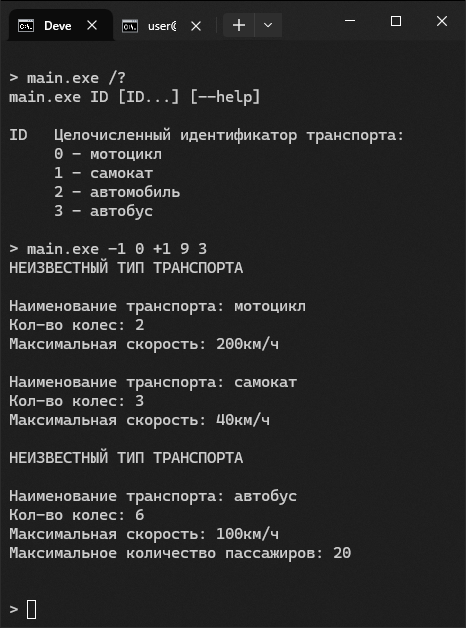 Deve
user@
> main.exe /?
main.exe ID [ID...] [--help]
ID Целочисленный идентификатор транспорта:
0 - мотоцикл
1 - самокат
2 - автомобиль
3 - автобус
> main.exe -1 0 +1 9 3
НЕИЗВЕСТНЫЙ ТИП ТРАНСПОРТА
Наименование транспорта: мотоцикл
Кол-во колес: 2
Максимальная скорость: 200км/ч
Наименование транспорта: самокат
Кол-во колес: 3
Максимальная скорость: 40км/ч
НЕИЗВЕСТНЫЙ ТИП ТРАНСПОРТА
Наименование транспорта: автобус
Кол-во колес: 6
Максимальная скорость: 100км/ч
Максимальное количество пассажиров: 20
>